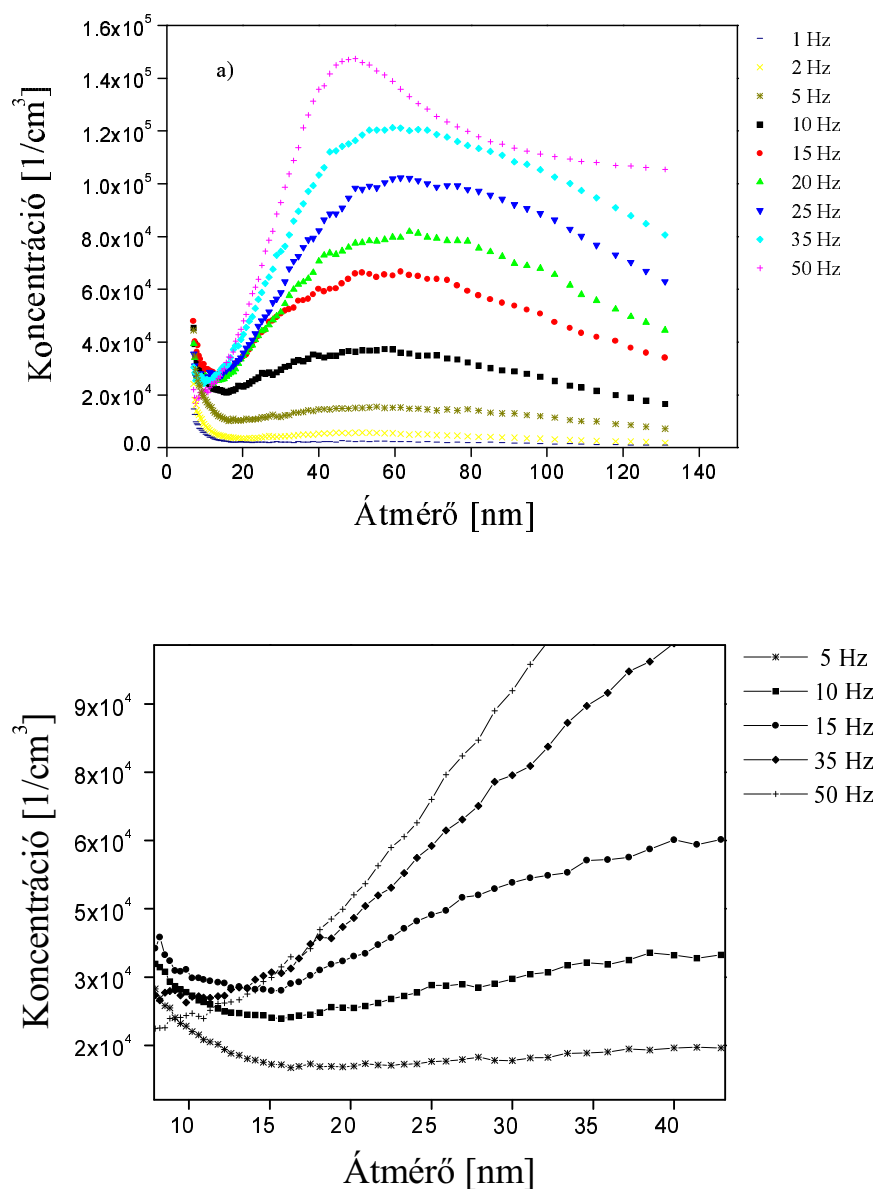 a)
Koncentráció [1/cm³]
1.6x10⁵
1.4x10⁵
1.2x10⁵
1.0x10⁵
8.0x10⁴
6.0x10⁴
4.0x10⁴
2.0x10⁴
0.0
0 20 40 60 80 100 120 140
Átmérő [nm]
1 Hz
2 Hz
5 Hz
10 Hz
15 Hz
20 Hz
25 Hz
35 Hz
50 Hz
Koncentráció [1/cm³]
9x10⁴
8x10⁴
6x10⁴
5x10⁴
3x10⁴
2x10⁴
10 15 20 25 30 35 40
Átmérő [nm]
5 Hz
10 Hz
15 Hz
35 Hz
50 Hz